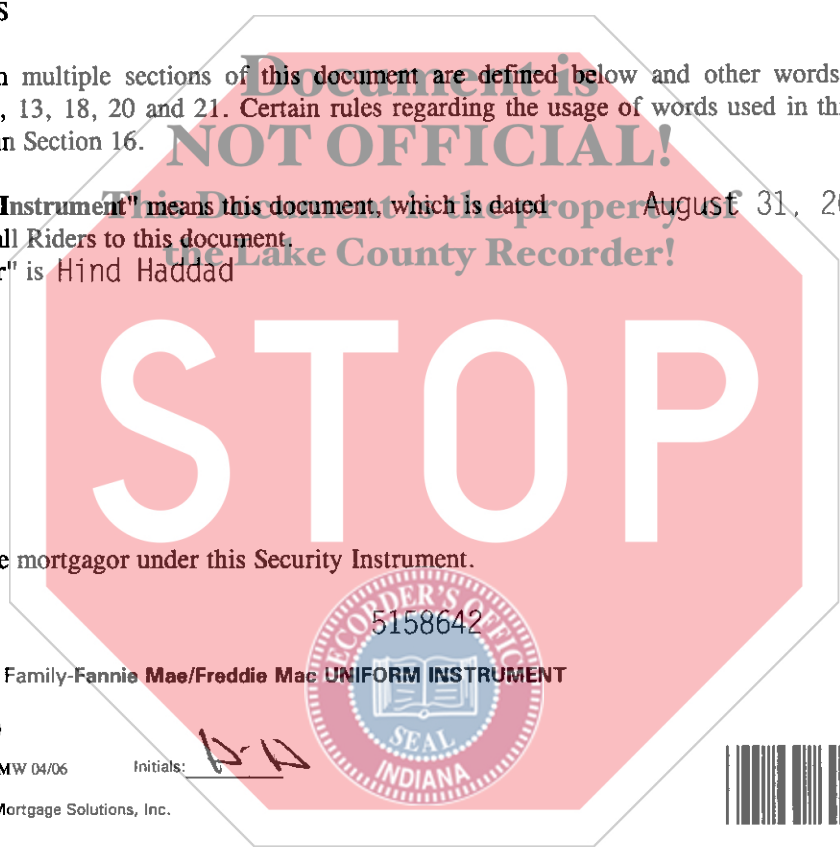 S
multiple sections of this document are defined below and other words
, 13, 18, 20 and 21. Certain rules regarding the usage of words used in
in Section 16.
Document is
NOT OFFICIAL!
This Document is the property of
the Lake County Recorder!
Instrument" means this document, which is dated August 31,
all Riders to this document.
" is Hind Haddad
STOP
mortgagor under this Security Instrument.
RECORDER'S OFFICE
5158642
Family-Fannie Mae/Freddie Mac UNIFORM INSTRUMENT
SEAL
INDIANA
MW 04/06 Initials:
Mortgage Solutions, Inc.